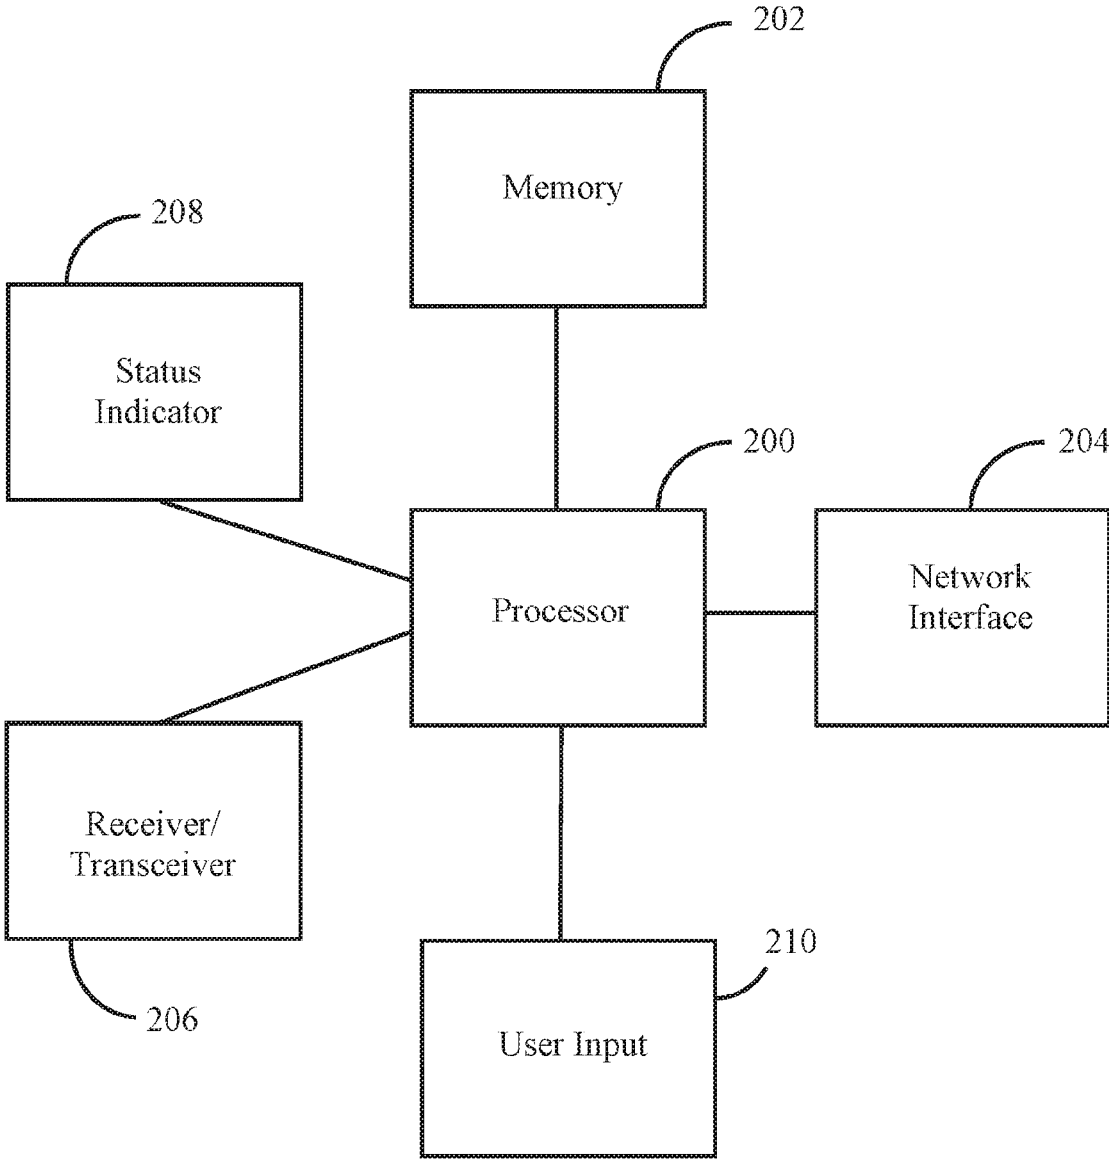 202
Memory
208
Status
Indicator
200
204
Processor
Network
Interface
Receiver/
Transceiver
206
210
User Input